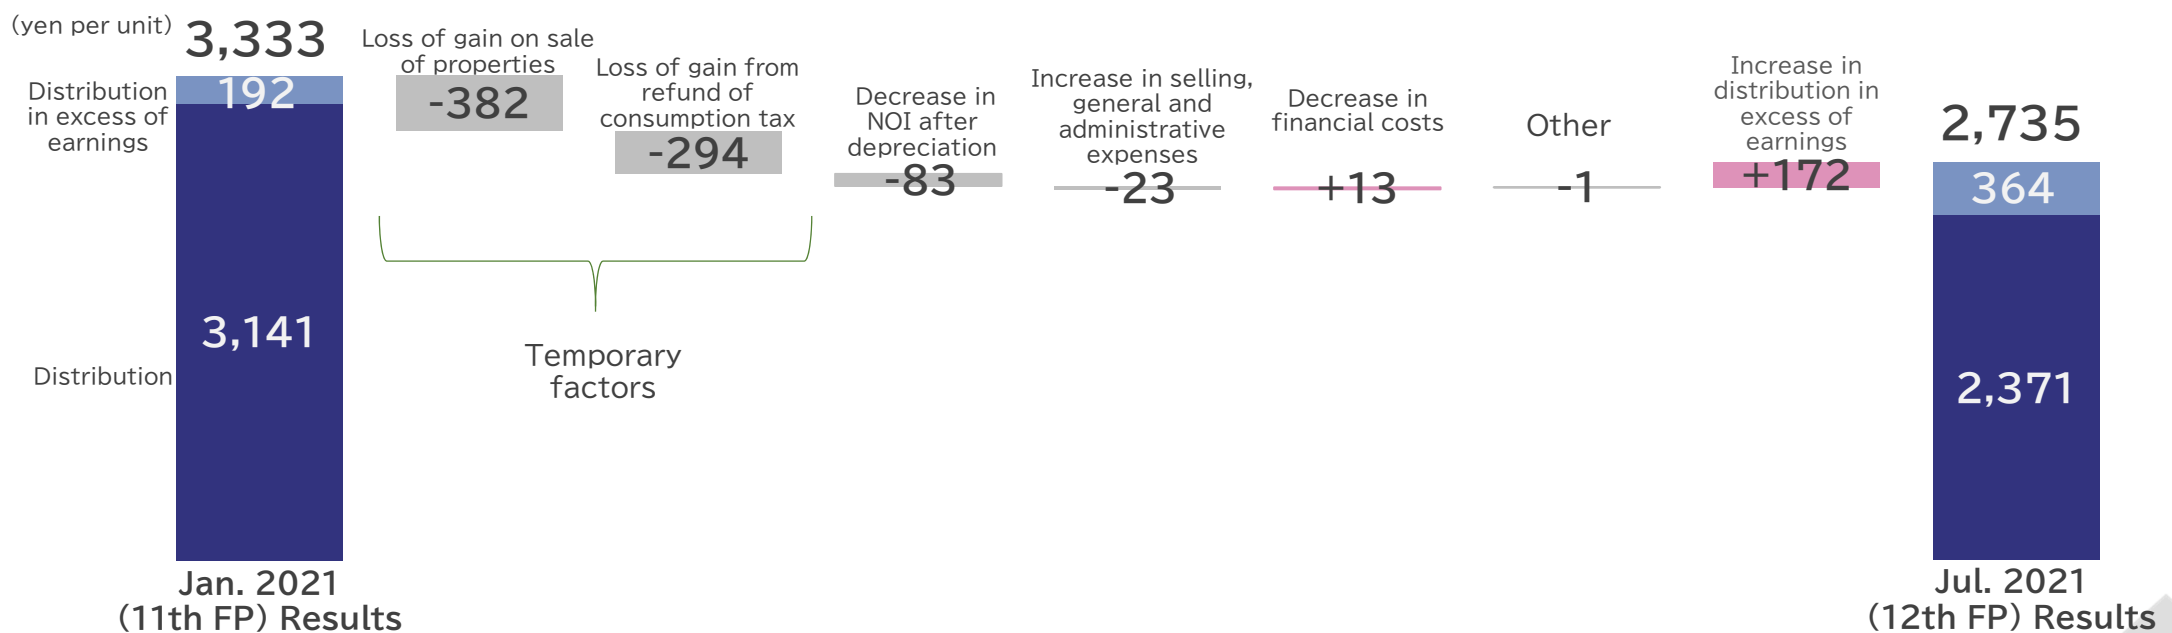 (yen per unit)
3,333
Distribution
in excess of
earnings
192
3,141
Distribution
Jan. 2021
(11th FP) Results
Loss of gain on sale
of properties
-382
Loss of gain from
refund of
consumption tax
-294
Temporary
factors
Decrease in
NOI after
depreciation
-83
Increase in selling,
general and
administrative
expenses
-23
Decrease in
financial costs
+13
Other
-1
Increase in
distribution in
excess of
earnings
+172
2,735
364
2,371
Jul. 2021
(12th FP) Results